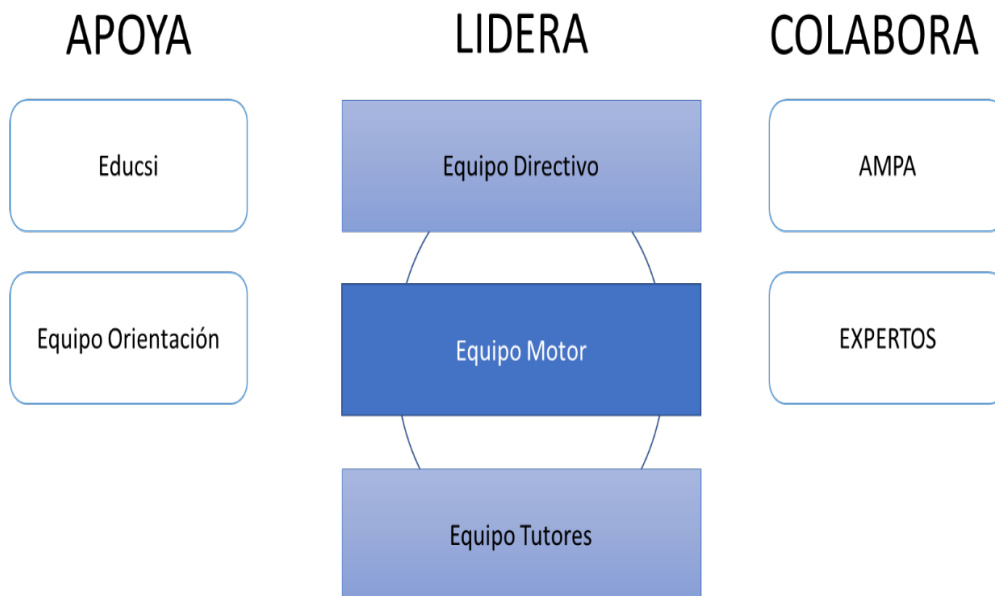 APOYA
LIDERA
COLABORA
Educsi
Equipo Directivo
AMPA
Equipo Orientación
Equipo Motor
EXPERTOS
Equipo Tutores